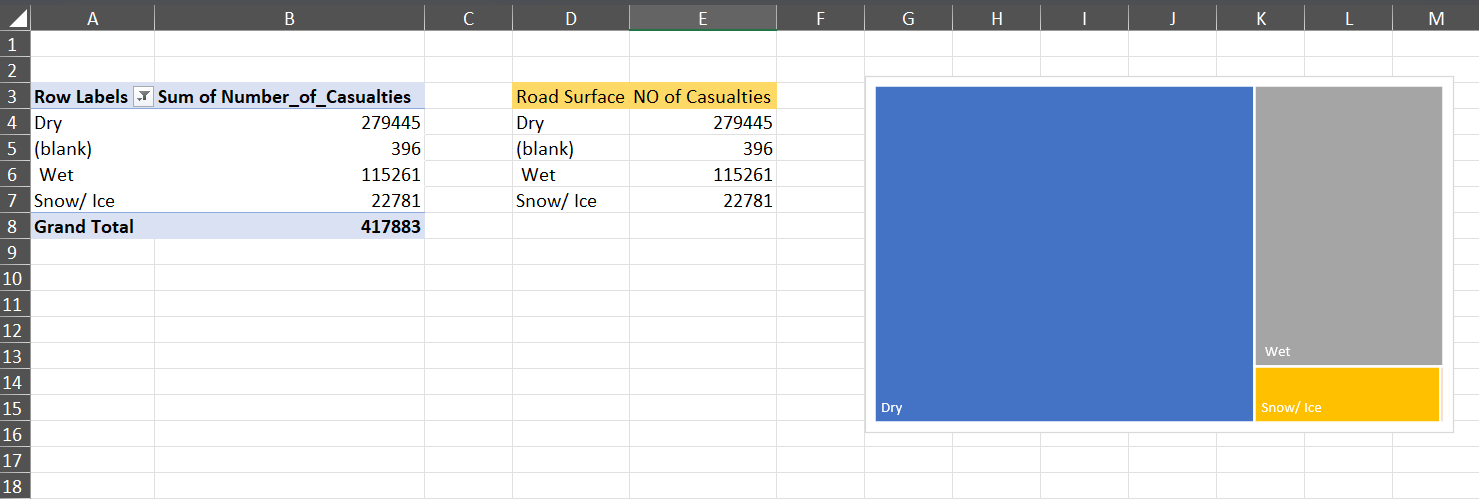 A B C D E F G H I J K L M
1
2
3 Row Labels Sum of Number_of_Casualties Road Surface NO of Casualties
4 Dry 279445 Dry 279445
5 (blank) 396 (blank) 396
6 Wet 115261 Wet 115261
7 Snow/ Ice 22781 Snow/ Ice 22781
8 Grand Total 417883
9
10
11
12
13
14
15
16
17
18
Wet
Dry Snow/ Ice